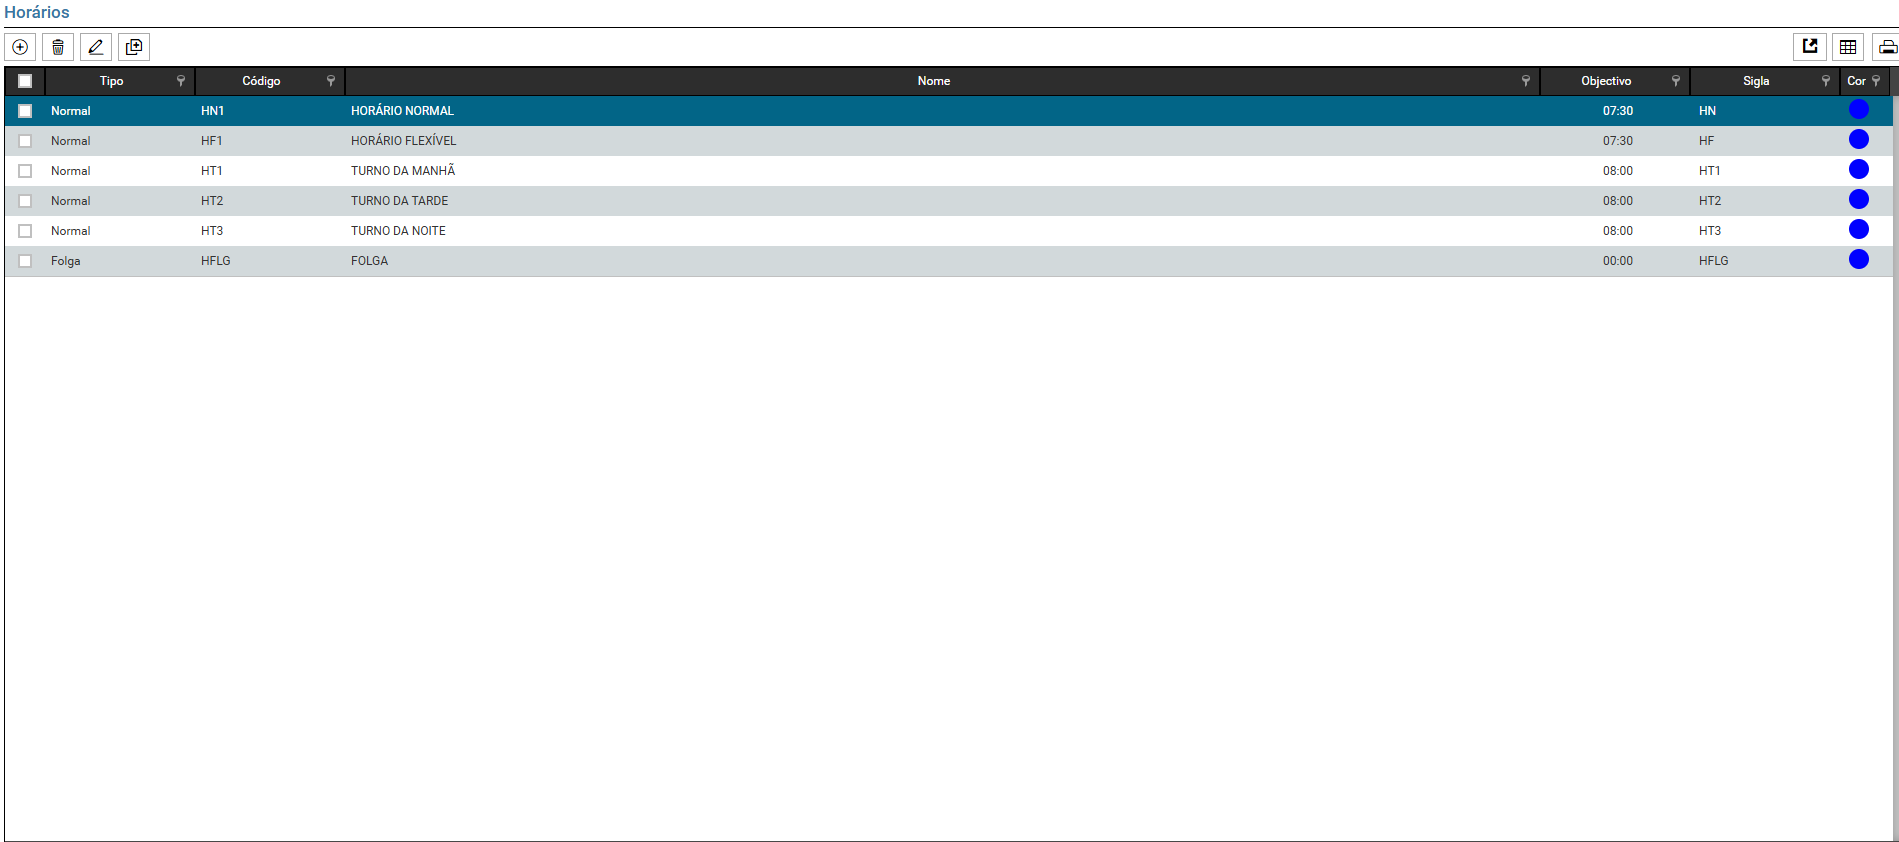 Horários
Tipo Código Nome Objectivo Sigla Cor
Normal HN1 HORÁRIO NORMAL 07:30 HN
Normal HF1 HORÁRIO FLEXÍVEL 07:30 HF
Normal HT1 TURNO DA MANHÃ 08:00 HT1
Normal HT2 TURNO DA TARDE 08:00 HT2
Normal HT3 TURNO DA NOITE 08:00 HT3
Folga HFLG FOLGA 00:00 HFLG